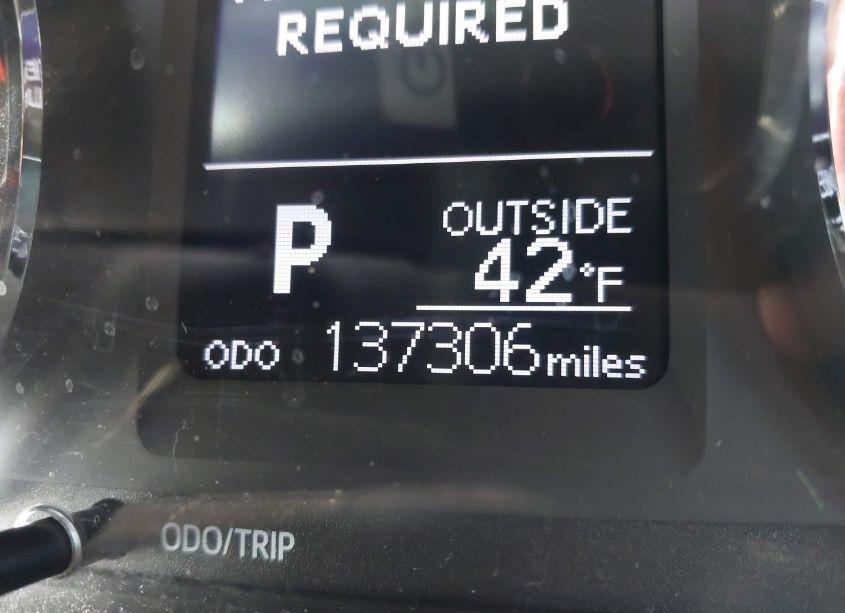 REQUIRED
P
OUTSIDE
42°F
ODO 137306 miles
ODO/TRIP